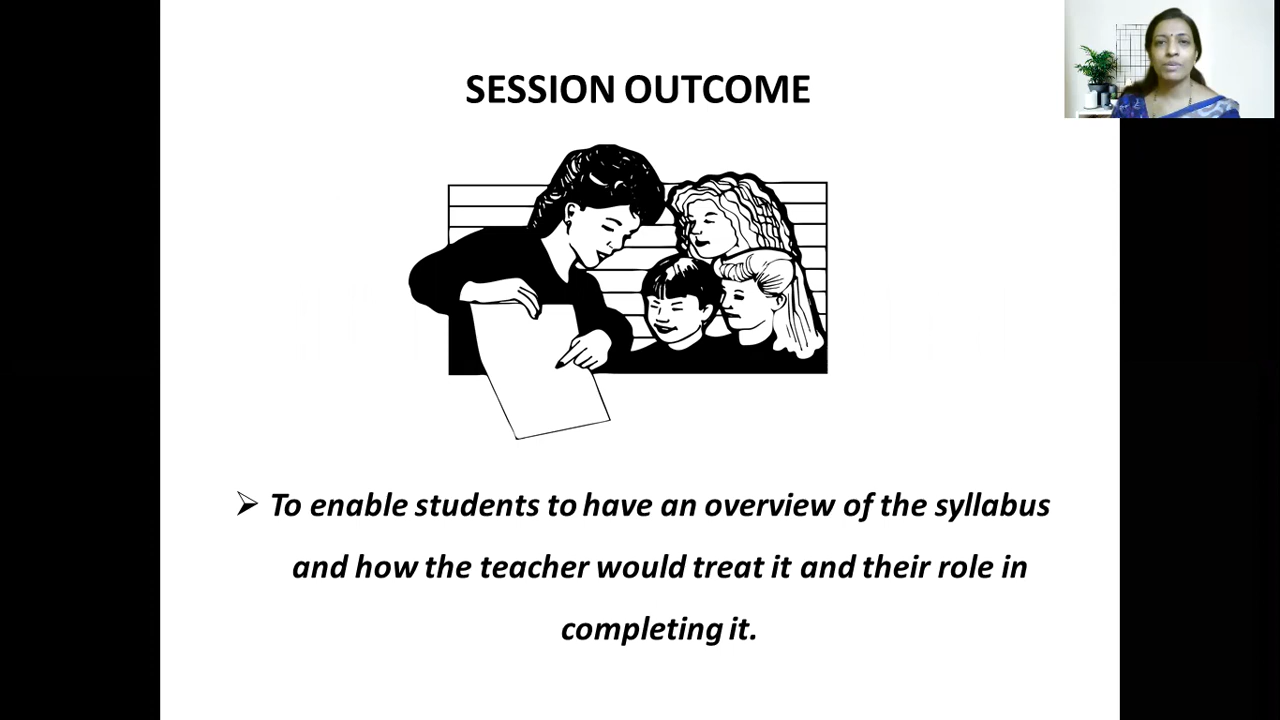 SESSION OUTCOME
➢ To enable students to have an overview of the syllabus
and how the teacher would treat it and their role in
completing it.